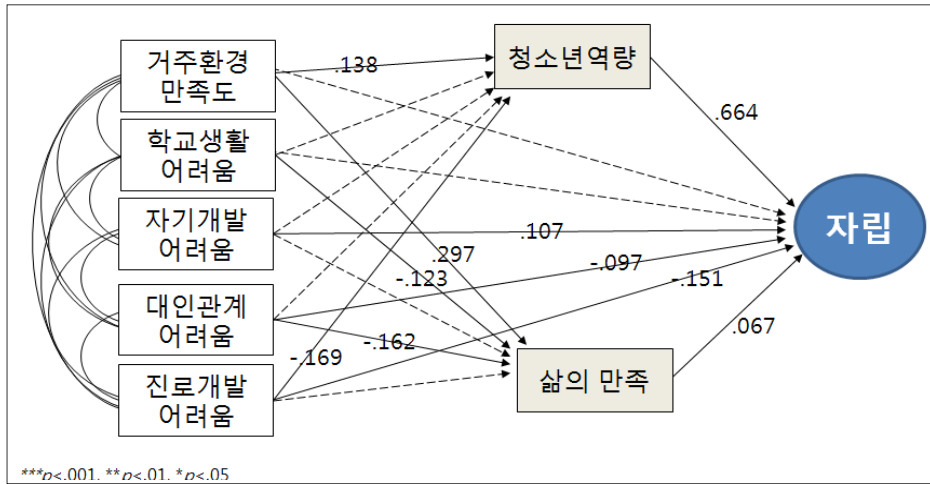 거주환경
만족도
학교생활
어려움
자기개발
어려움
대인관계
어려움
진로개발
어려움
청소년역량
삶의 만족
자립
.138
.664
.107
.297
-.097
-.123
-.151
-.162
-.169
.067
***p<.001, **p<.01, *p<.05